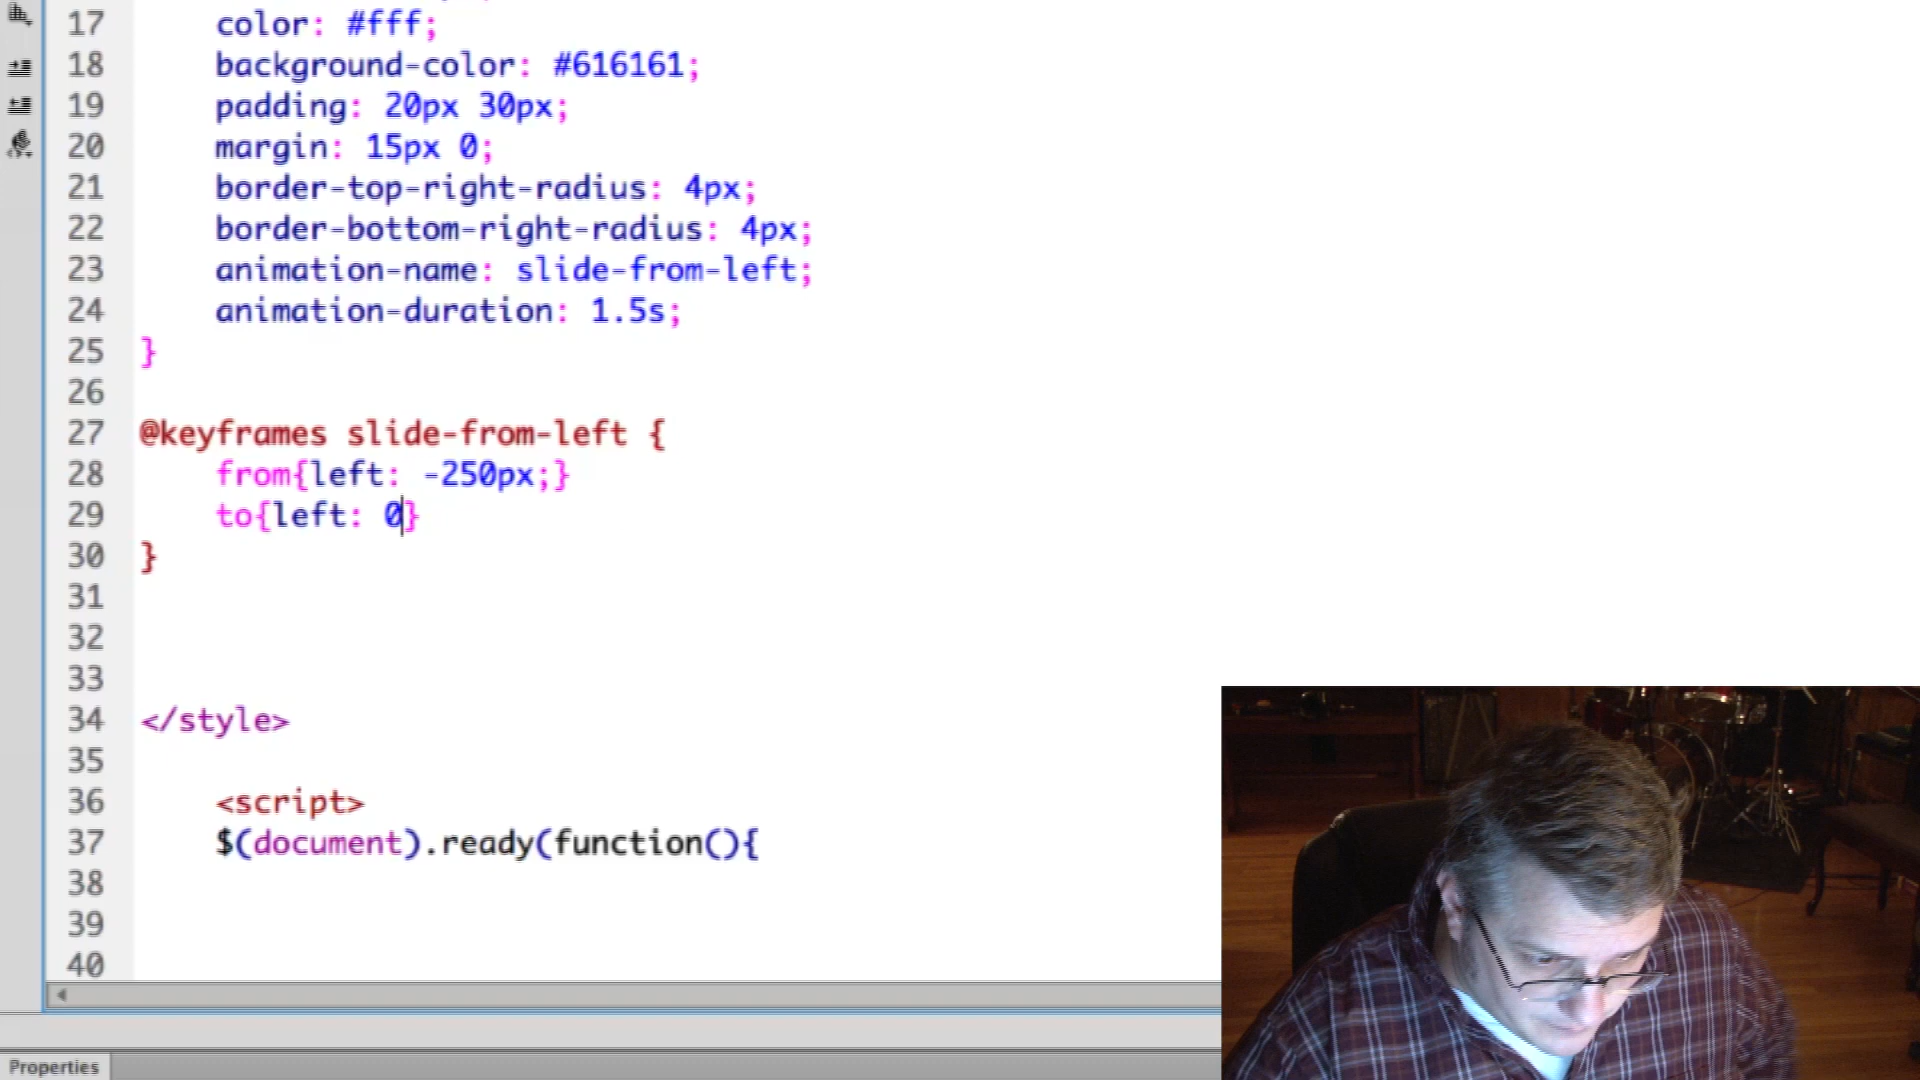 17 color: #fff;
18 background-color: #616161;
19 padding: 20px 30px;
20 margin: 15px 0;
21 border-top-right-radius: 4px;
22 border-bottom-right-radius: 4px;
23 animation-name: slide-from-left;
24 animation-duration: 1.5s;
25 }
26
27 @keyframes slide-from-left {
28 from{left: -250px;}
29 to{left: 0}
30 }
31
32
33
34 </style>
35
36 <script>
37 $(document).ready(function(){
38
39
40
Properties